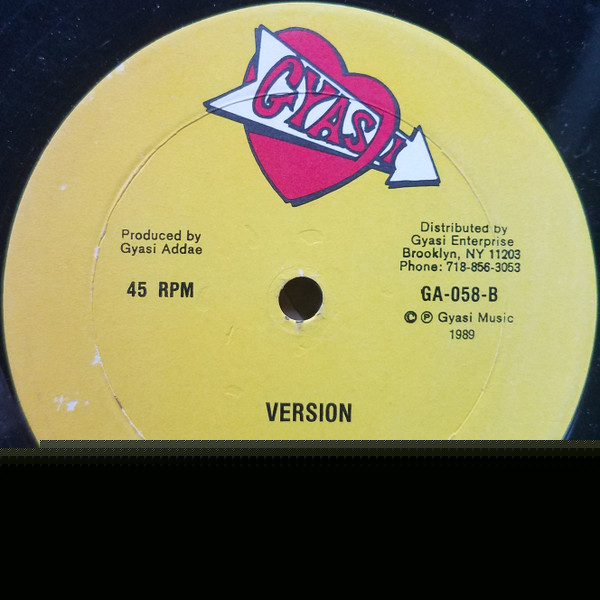 GYASI
Produced by
Gyasi Addae
45 RPM
Distributed by
Gyasi Enterprise
Brooklyn, NY 11203
Phone: 718-856-3053
GA-058-B
© ℗ Gyasi Music
1989
VERSION